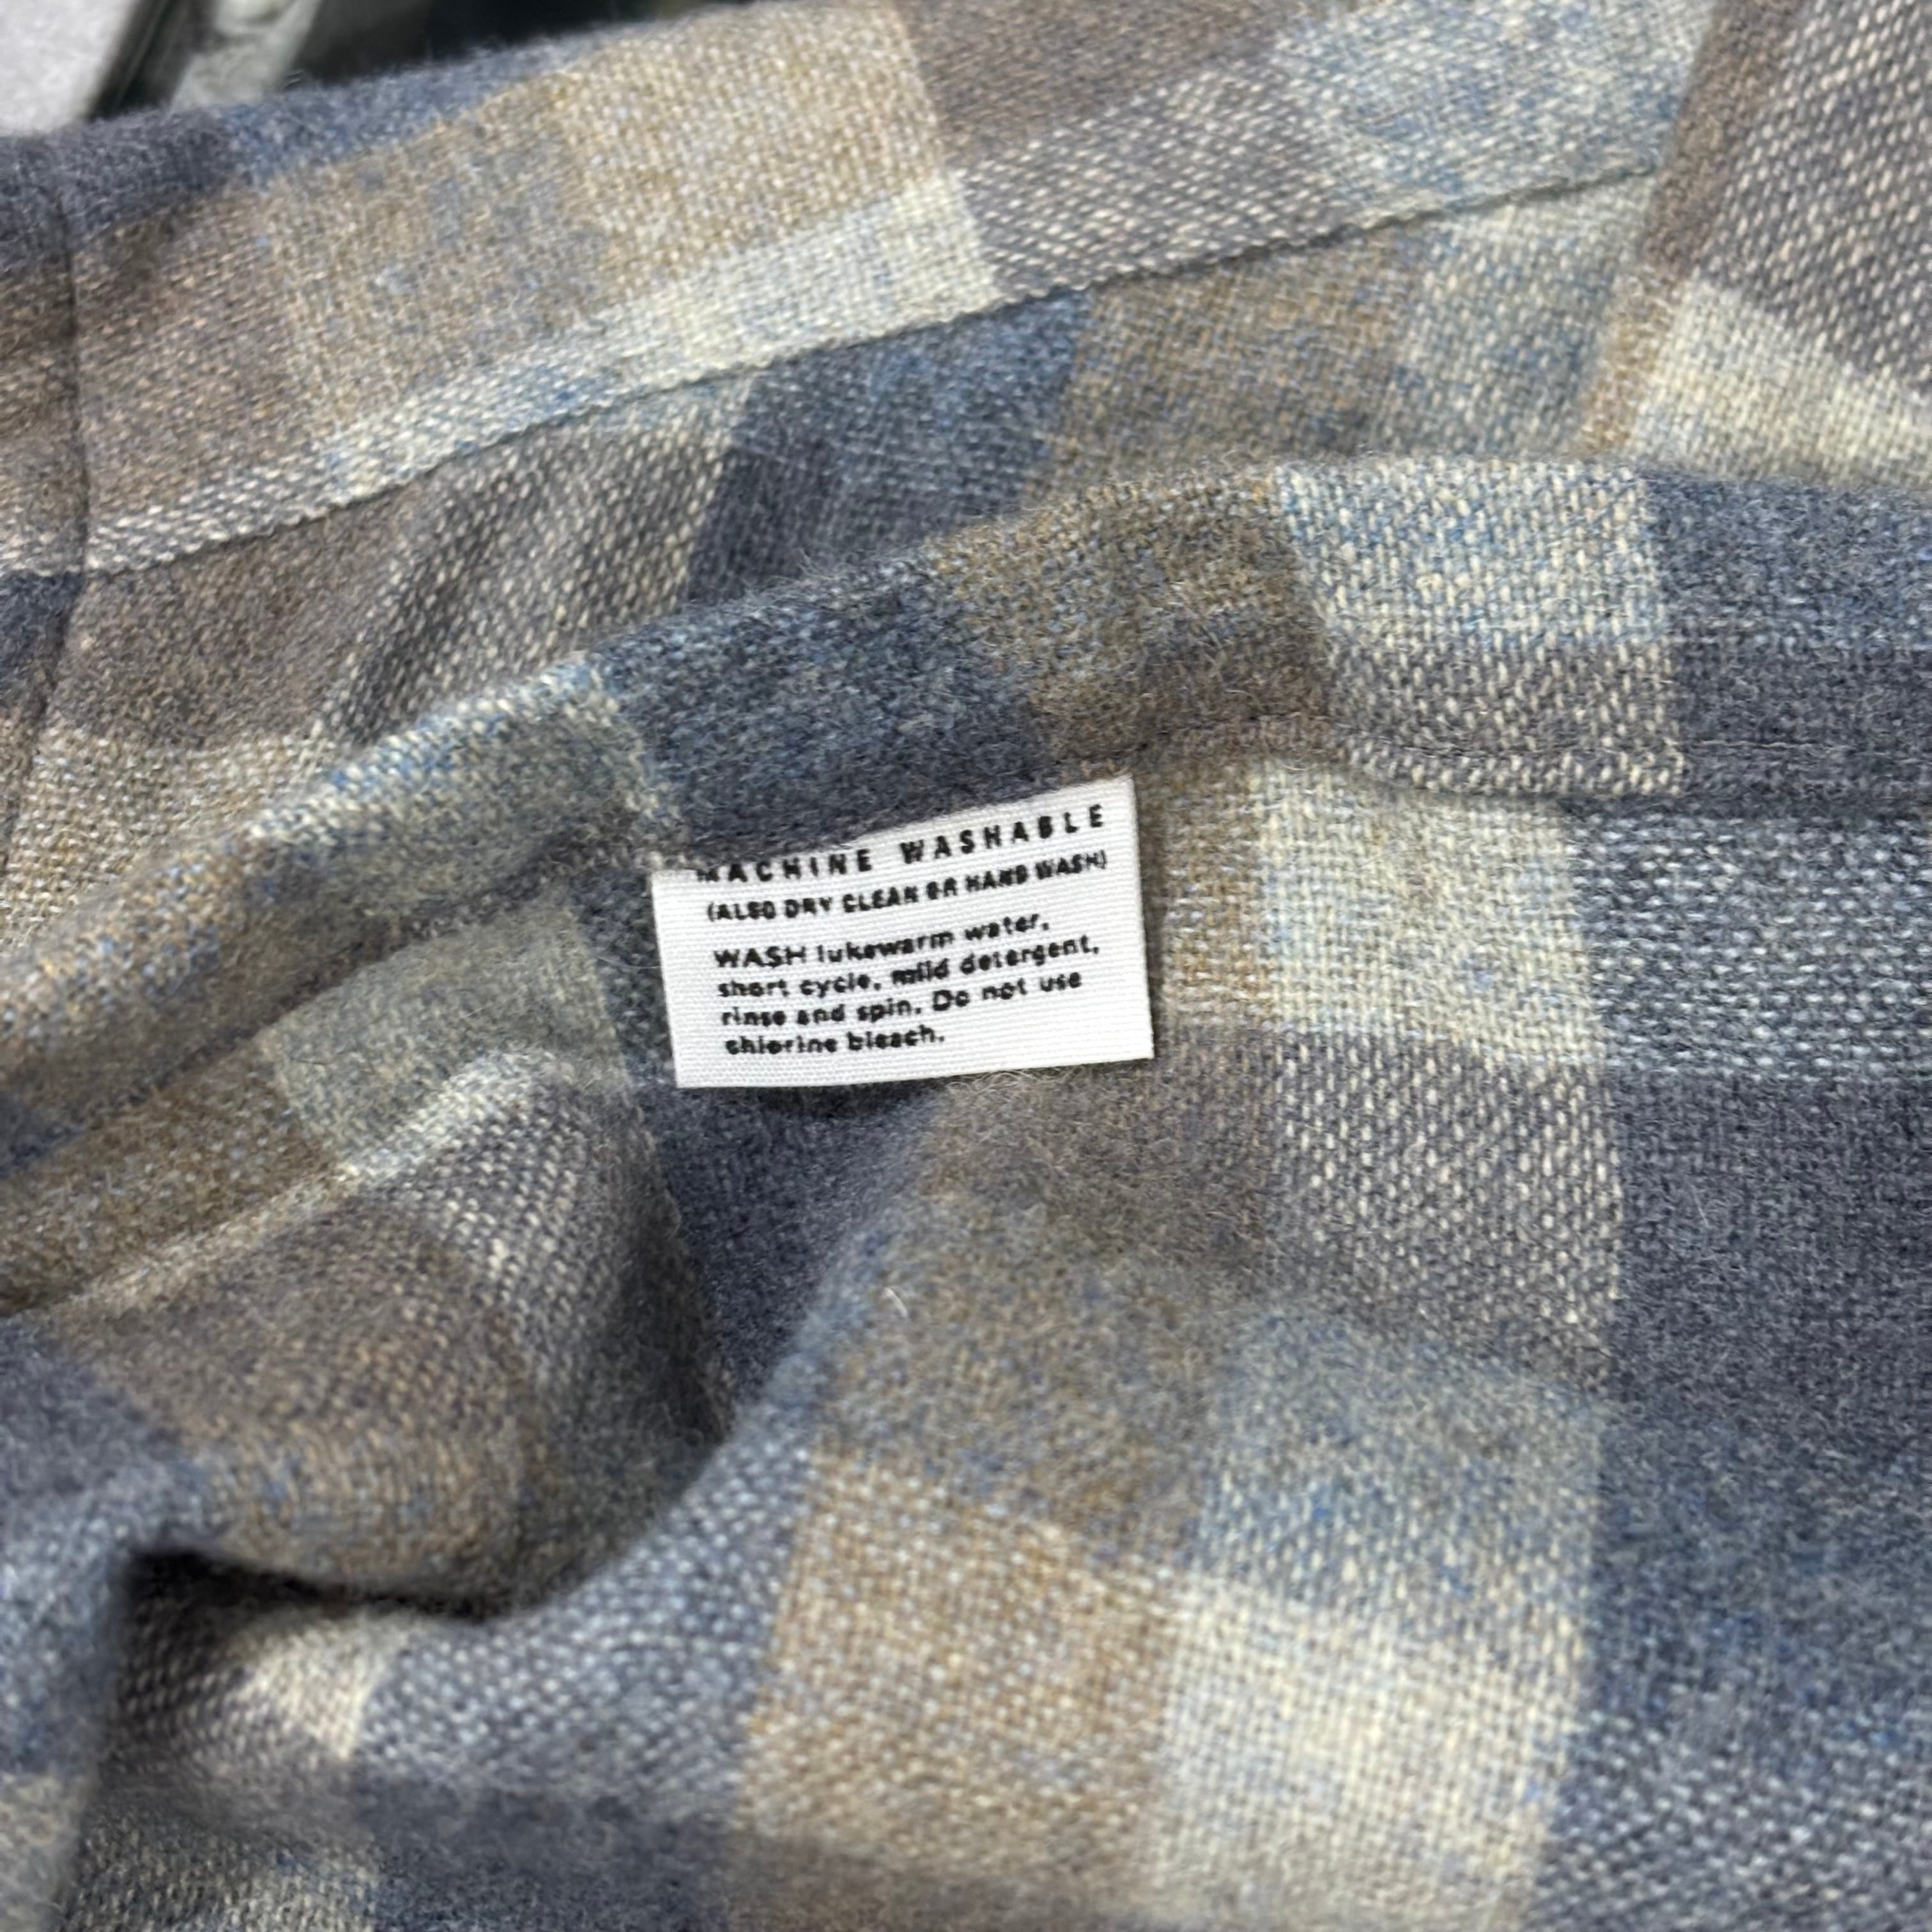 MACHINE WASHABLE
(ALSO DRY CLEAN OR HAND WASH)
WASH lukewarm water,
short cycle, mild detergent,
rinse and spin. Do not use
chlorine bleach.